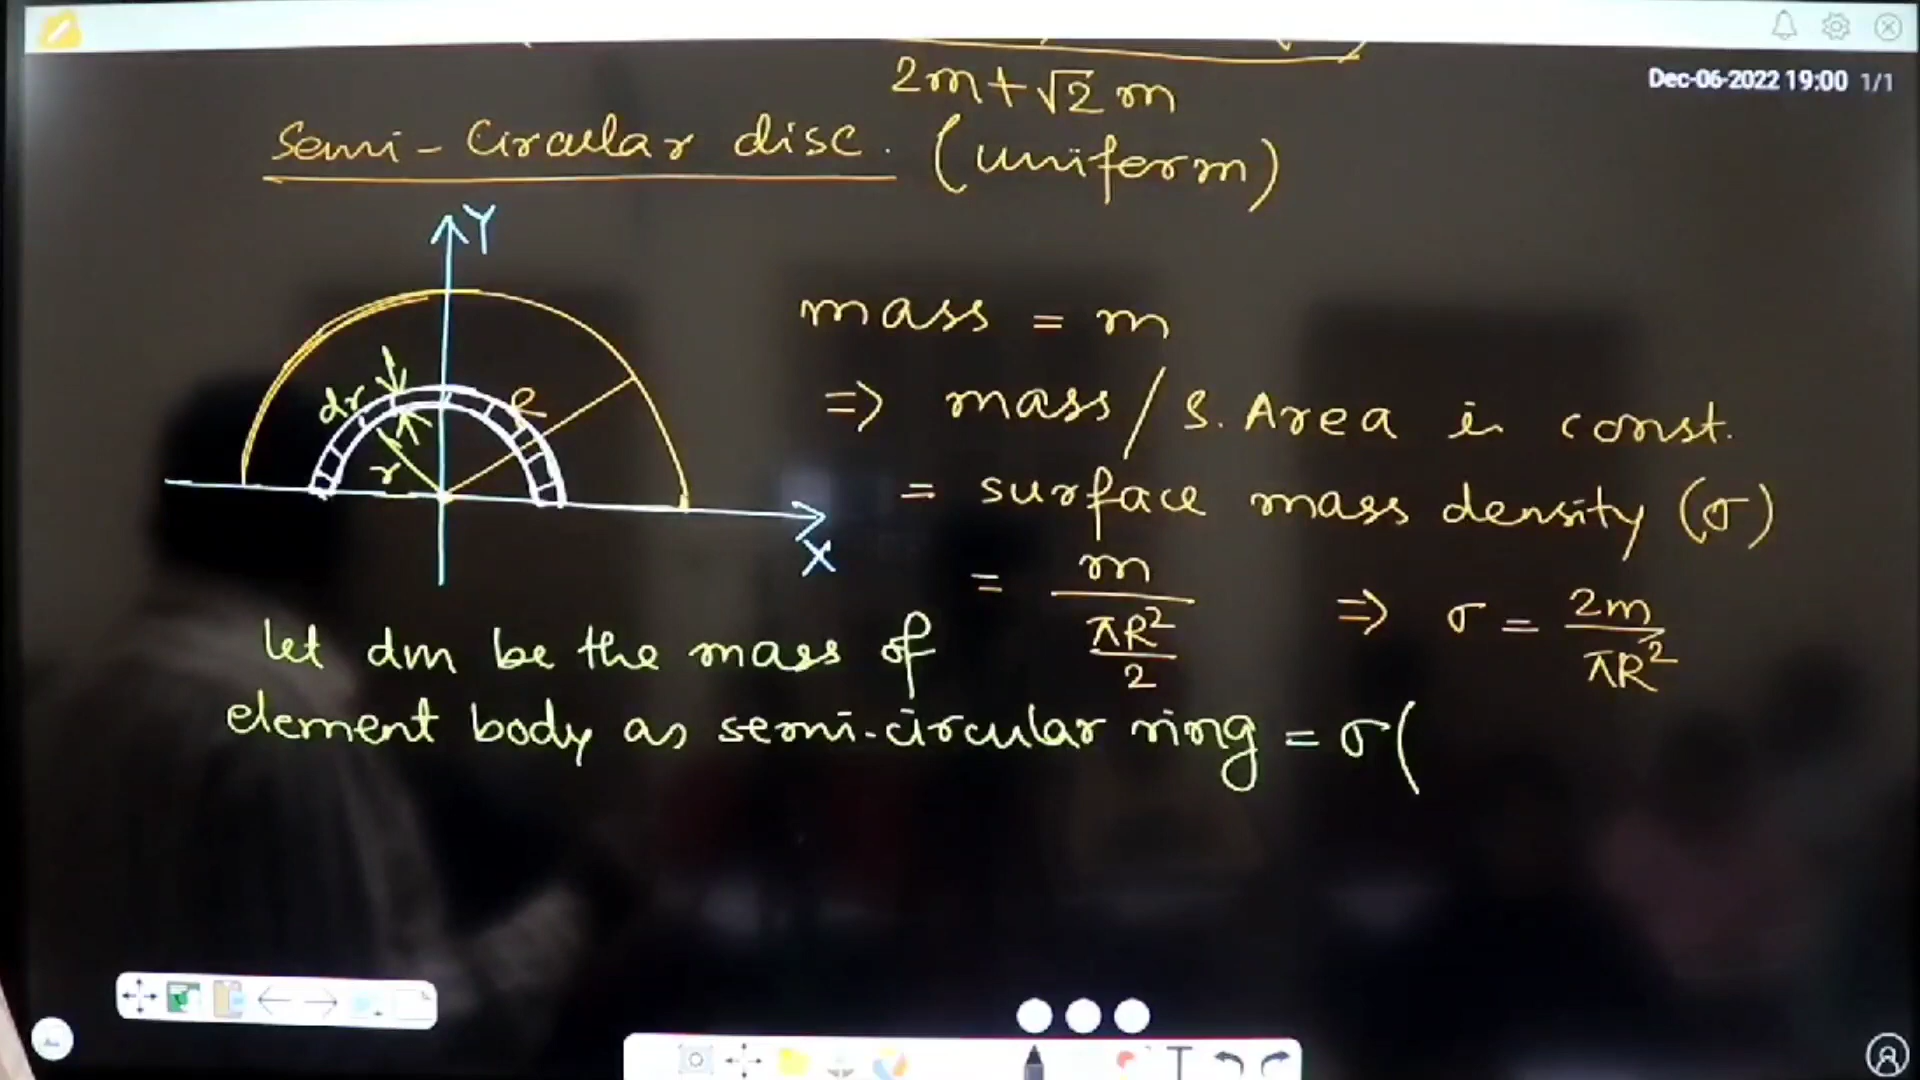 Dec-06-2022 19:00 1/1
2m+√2 m
Semi-Circular disc. (uniform)
Y
mass = m
dr
R
⇒ mass / S. Area is const.
r
= surface mass density (σ)
X
= m / (πR²/2) ⇒ σ = 2m / πR²
let dm be the mass of
element body as semi-circular ring = σ(
T